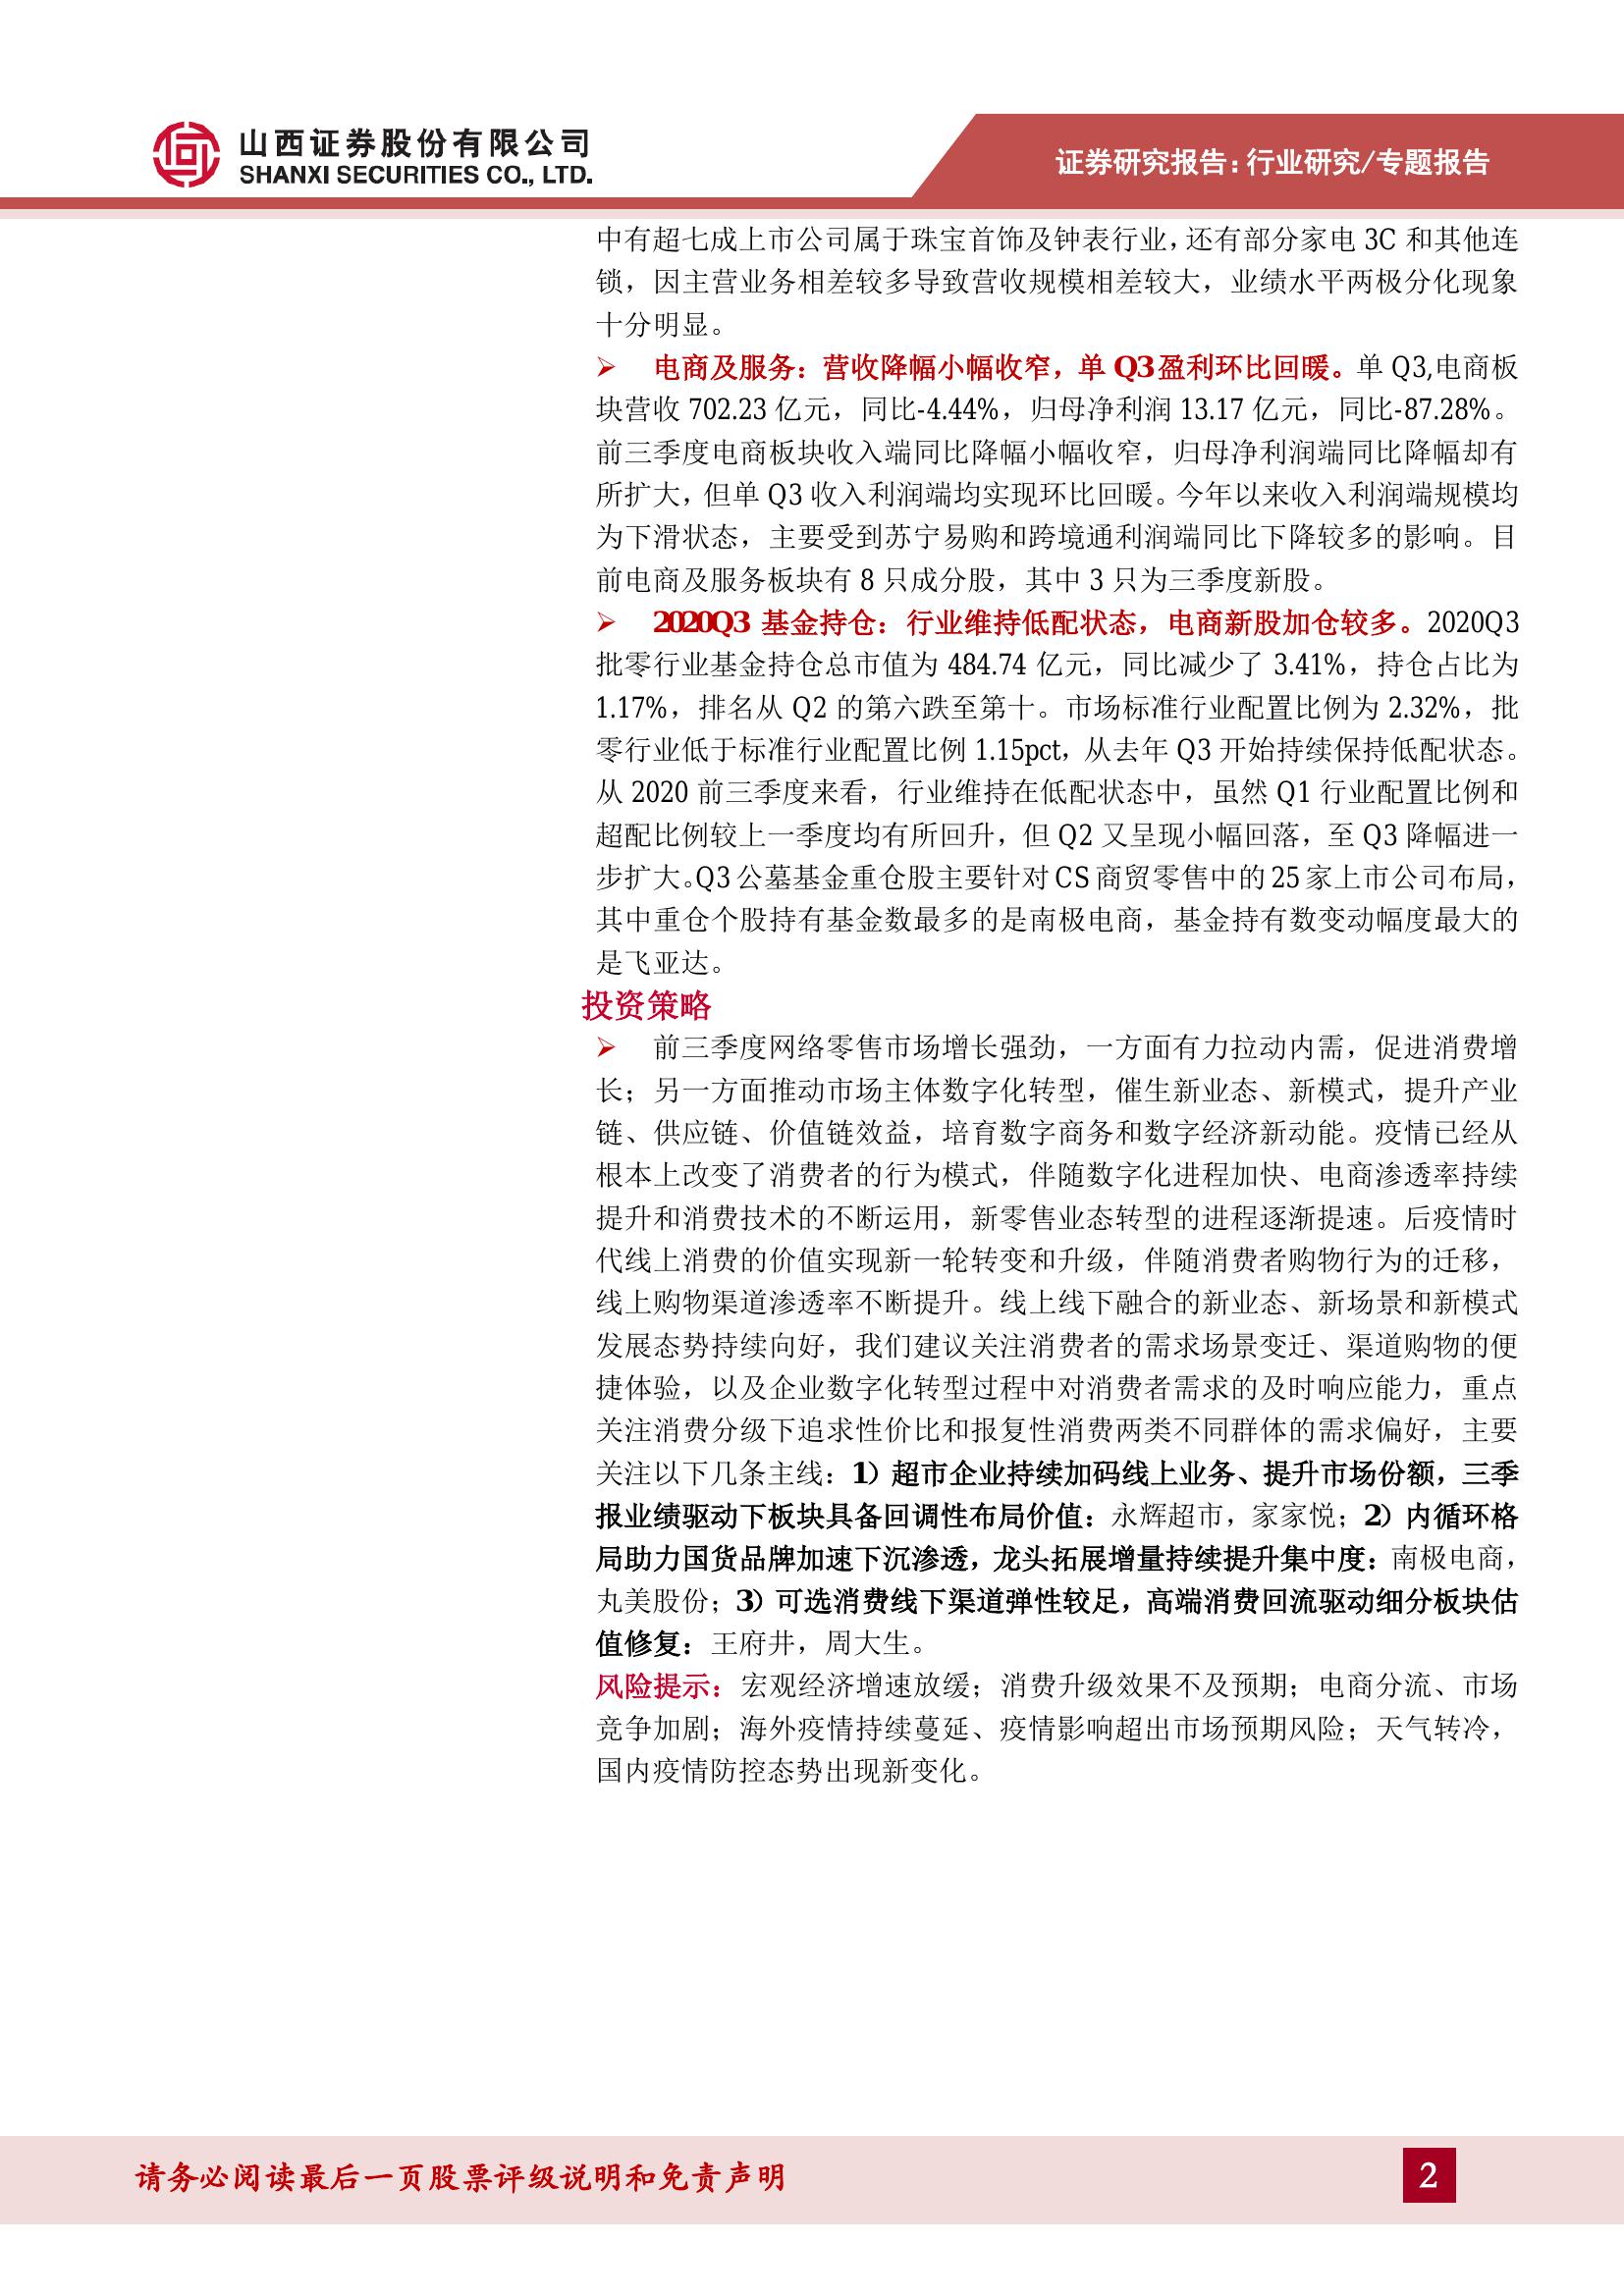 山西证券股份有限公司
SHANXI SECURITIES CO., LTD.
证券研究报告：行业研究/专题报告
中有超七成上市公司属于珠宝首饰及钟表行业，还有部分家电 3C 和其他连
锁，因主营业务相差较多导致营收规模相差较大，业绩水平两极分化现象
十分明显。
➢ 电商及服务：营收降幅小幅收窄，单 Q3盈利环比回暖。单 Q3,电商板
块营收 702.23 亿元，同比-4.44%，归母净利润 13.17 亿元，同比-87.28%。
前三季度电商板块收入端同比降幅小幅收窄，归母净利润端同比降幅却有
所扩大，但单 Q3 收入利润端均实现环比回暖。今年以来收入利润端规模均
为下滑状态，主要受到苏宁易购和跨境通利润端同比下降较多的影响。目
前电商及服务板块有 8 只成分股，其中 3 只为三季度新股。
➢ 2020Q3 基金持仓：行业维持低配状态，电商新股加仓较多。2020Q3
批零行业基金持仓总市值为 484.74 亿元，同比减少了 3.41%，持仓占比为
1.17%，排名从 Q2 的第六跌至第十。市场标准行业配置比例为 2.32%，批
零行业低于标准行业配置比例 1.15pct，从去年 Q3 开始持续保持低配状态。
从 2020 前三季度来看，行业维持在低配状态中，虽然 Q1 行业配置比例和
超配比例较上一季度均有所回升，但 Q2 又呈现小幅回落，至 Q3 降幅进一
步扩大。Q3 公墓基金重仓股主要针对 CS 商贸零售中的 25 家上市公司布局，
其中重仓个股持有基金数最多的是南极电商，基金持有数变动幅度最大的
是飞亚达。
投资策略
➢ 前三季度网络零售市场增长强劲，一方面有力拉动内需，促进消费增
长；另一方面推动市场主体数字化转型，催生新业态、新模式，提升产业
链、供应链、价值链效益，培育数字商务和数字经济新动能。疫情已经从
根本上改变了消费者的行为模式，伴随数字化进程加快、电商渗透率持续
提升和消费技术的不断运用，新零售业态转型的进程逐渐提速。后疫情时
代线上消费的价值实现新一轮转变和升级，伴随消费者购物行为的迁移，
线上购物渠道渗透率不断提升。线上线下融合的新业态、新场景和新模式
发展态势持续向好，我们建议关注消费者的需求场景变迁、渠道购物的便
捷体验，以及企业数字化转型过程中对消费者需求的及时响应能力，重点
关注消费分级下追求性价比和报复性消费两类不同群体的需求偏好，主要
关注以下几条主线：1）超市企业持续加码线上业务、提升市场份额，三季
报业绩驱动下板块具备回调性布局价值：永辉超市，家家悦；2）内循环格
局助力国货品牌加速下沉渗透，龙头拓展增量持续提升集中度：南极电商，
丸美股份；3）可选消费线下渠道弹性较足，高端消费回流驱动细分板块估
值修复：王府井，周大生。
风险提示：宏观经济增速放缓；消费升级效果不及预期；电商分流、市场
竞争加剧；海外疫情持续蔓延、疫情影响超出市场预期风险；天气转冷，
国内疫情防控态势出现新变化。
请务必阅读最后一页股票评级说明和免责声明
2